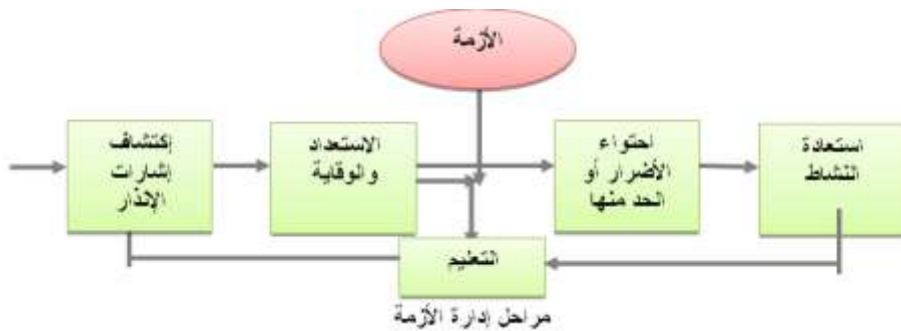 الأزمة
إكتشاف
إشارات
الإنذار
الاستعداد
والوقاية
احتواء
الأضرار أو
الحد منها
استعادة
النشاط
التعليم
مراحل إدارة الأزمة